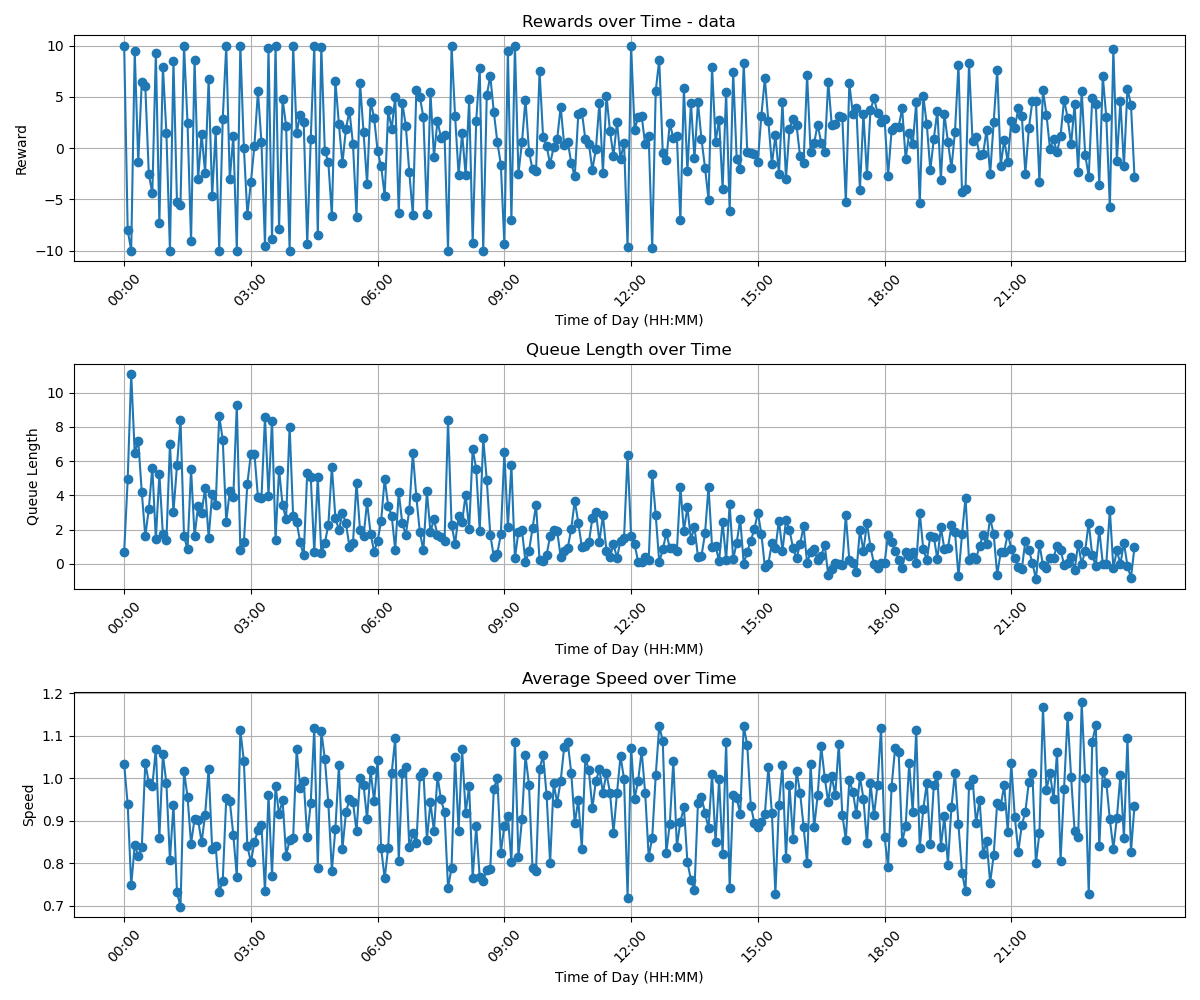 Rewards over Time - data
Reward
10
5
0
−5
−10
00:00 03:00 06:00 09:00 12:00 15:00 18:00 21:00
Time of Day (HH:MM)
Queue Length over Time
Queue Length
10
8
6
4
2
0
00:00 03:00 06:00 09:00 12:00 15:00 18:00 21:00
Time of Day (HH:MM)
Average Speed over Time
Speed
1.2
1.1
1.0
0.9
0.8
0.7
00:00 03:00 06:00 09:00 12:00 15:00 18:00 21:00
Time of Day (HH:MM)